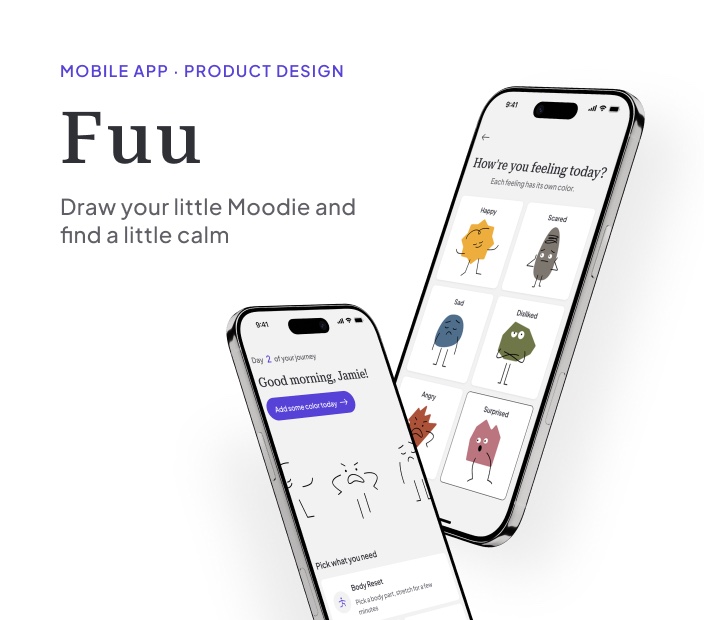 MOBILE APP · PRODUCT DESIGN
Fuu
Draw your little Moodie and
find a little calm
9:41
How're you feeling today?
Each feeling has its own color.
Happy
Scared
Sad
Disliked
Angry
Surprised
9:41
Day 2 of your journey
Good morning, Jamie!
Add some color today →
Pick what you need
Body Reset
Pick a body part, stretch for a few
minutes